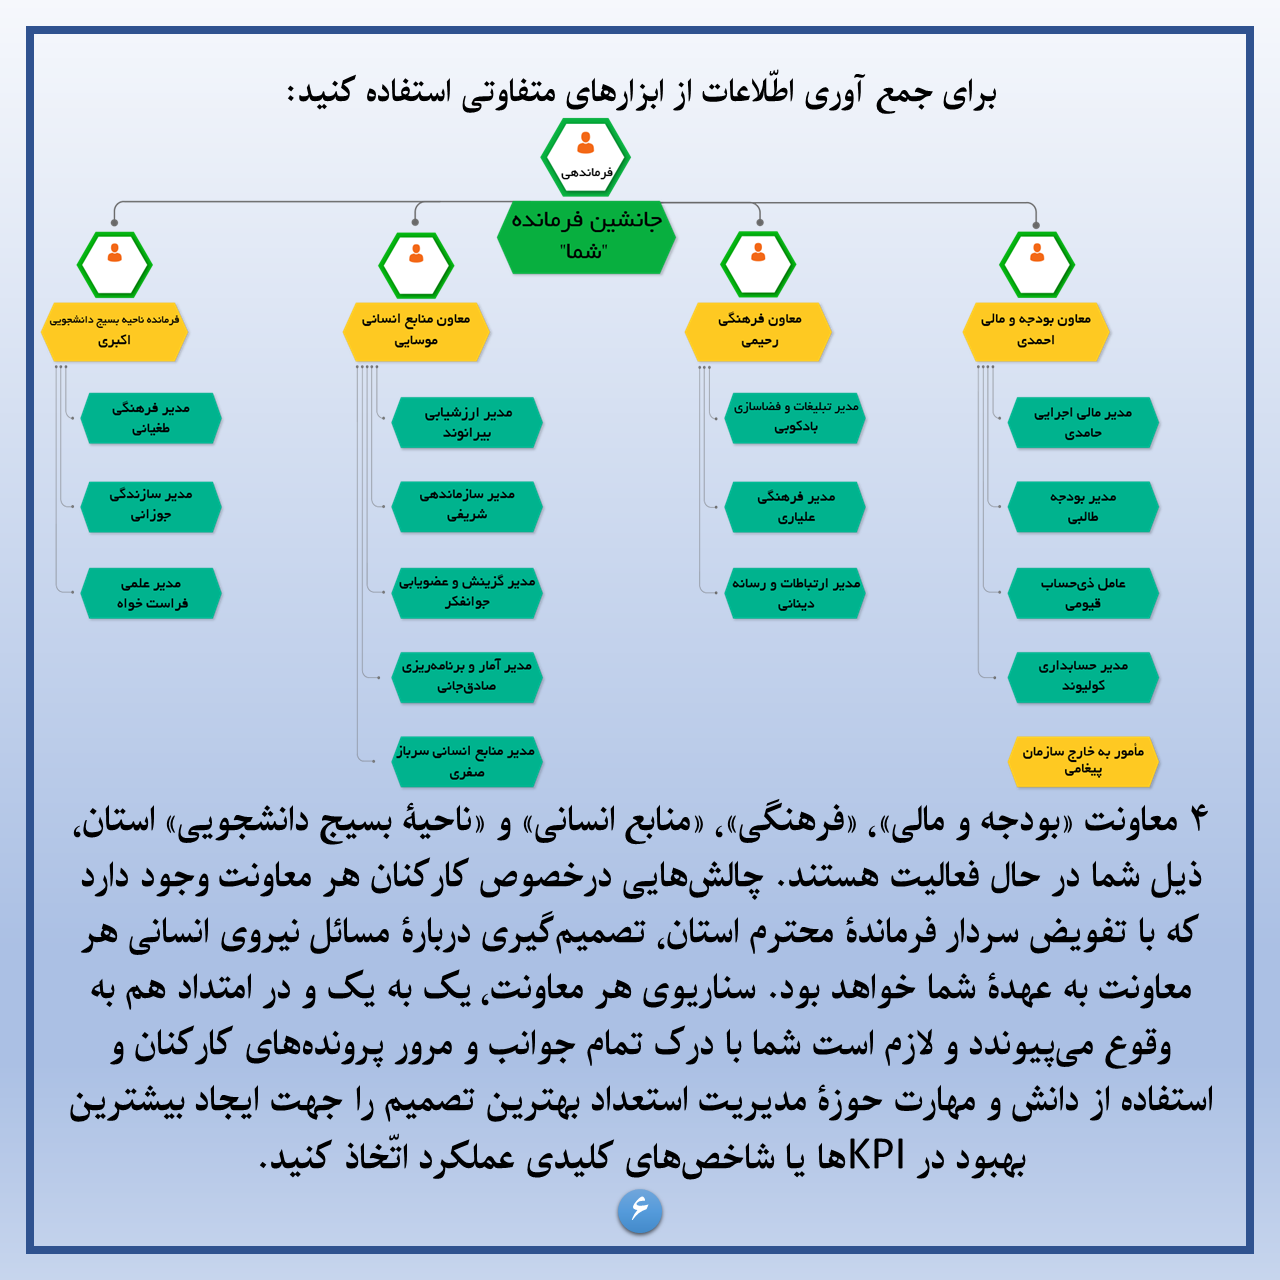 برای جمع آوری اطّلاعات از ابزارهای متفاوتی استفاده کنید:
فرماندهی
جانشین فرمانده
"شما"
معاون بودجه و مالی
احمدی
مدیر مالی اجرایی
حامدی
مدیر بودجه
طالبی
عامل ذی‌حساب
قیومی
مدیر حسابداری
کولیوند
مأمور به خارج سازمان
پیغامی
معاون فرهنگی
رحیمی
مدیر تبلیغات و فضاسازی
بادکوبی
مدیر فرهنگی
علیاری
مدیر ارتباطات و رسانه
دینانی
معاون منابع انسانی
موسایی
مدیر ارزشیابی
بیرانوند
مدیر سازماندهی
شریفی
مدیر گزینش و عضویابی
جوانفکر
مدیر آمار و برنامه‌ریزی
صادق‌جانی
مدیر منابع انسانی سرباز
صفری
فرمانده ناحیه بسیج دانشجویی
اکبری
مدیر فرهنگی
طغیانی
مدیر سازندگی
جوزانی
مدیر علمی
فراست خواه
۴ معاونت «بودجه و مالی»، «فرهنگی»، «منابع انسانی» و «ناحیهٔ بسیج دانشجویی» استان،
ذیل شما در حال فعالیت هستند. چالش‌هایی درخصوص کارکنان هر معاونت وجود دارد
که با تفویض سردار فرماندهٔ محترم استان، تصمیم‌گیری دربارهٔ مسائل نیروی انسانی هر
معاونت به عهدهٔ شما خواهد بود. سناریوی هر معاونت، یک به یک و در امتداد هم به
وقوع می‌پیوندد و لازم است شما با درک تمام جوانب و مرور پرونده‌های کارکنان و
استفاده از دانش و مهارت حوزهٔ مدیریت استعداد بهترین تصمیم را جهت ایجاد بیشترین
بهبود در KPIها یا شاخص‌های کلیدی عملکرد اتّخاذ کنید.
۶